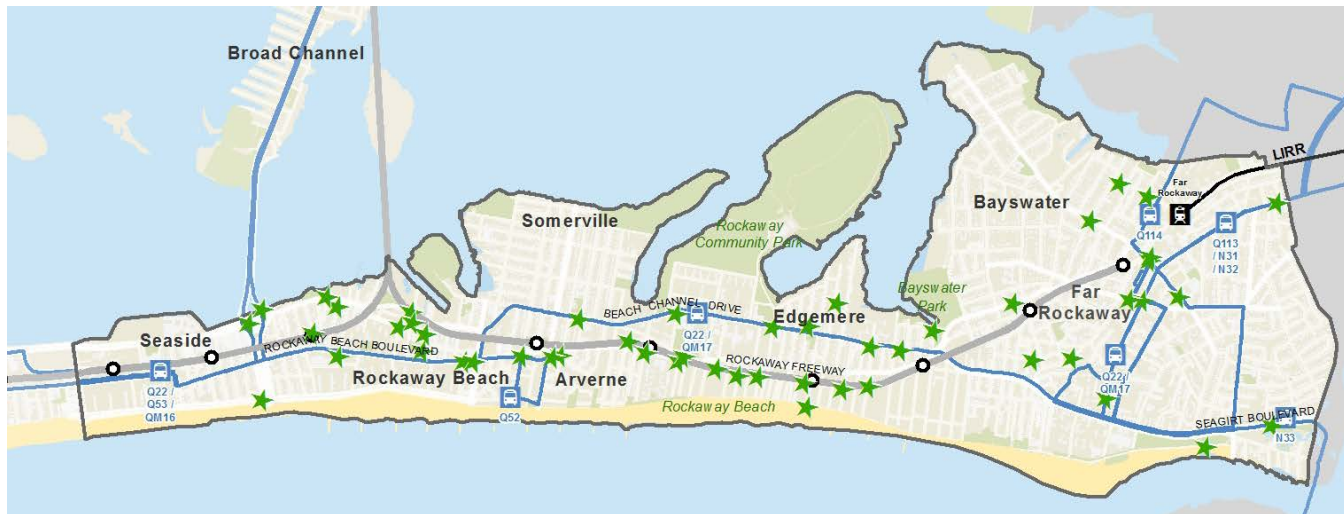 Broad Channel
LIRR
Far
Rockaway
Bayswater
Somerville
Rockaway
Community Park
Q114
Q113
/ N31
/ N32
Bayswater
Park
Far
Rockaway
BEACH CHANNEL DRIVE
Edgemere
Q22 /
QM17
Seaside
ROCKAWAY BEACH BOULEVARD
ROCKAWAY FREEWAY
Rockaway Beach
Arverne
Q22 /
Q53 /
QM16
Q52
Rockaway Beach
Q22 /
QM17
SEAGIRT BOULEVARD
N33